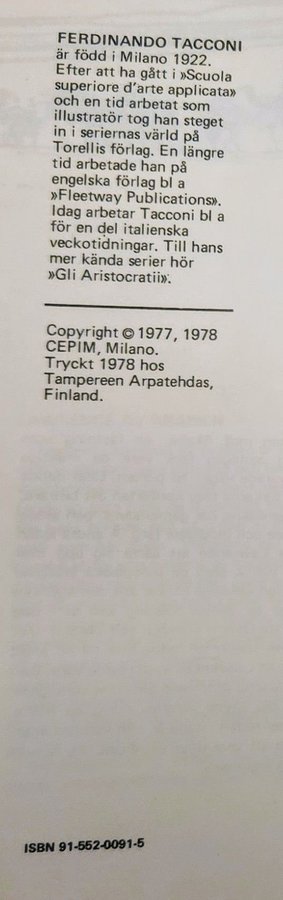 FERDINANDO TACCONI
är född i Milano 1922.
Efter att ha gått i »Scuola
superiore d'arte applicata»
och en tid arbetat som
illustratör tog han steget
in i seriernas värld på
Torellis förlag. En längre
tid arbetade han på
engelska förlag bl a
»Fleetway Publications».
Idag arbetar Tacconi bl a
för en del italienska
veckotidningar. Till hans
mer kända serier hör
»Gli Aristocratii».
Copyright © 1977, 1978
CEPIM, Milano.
Tryckt 1978 hos
Tampereen Arpatehdas,
Finland.
ISBN 91-552-0091-5